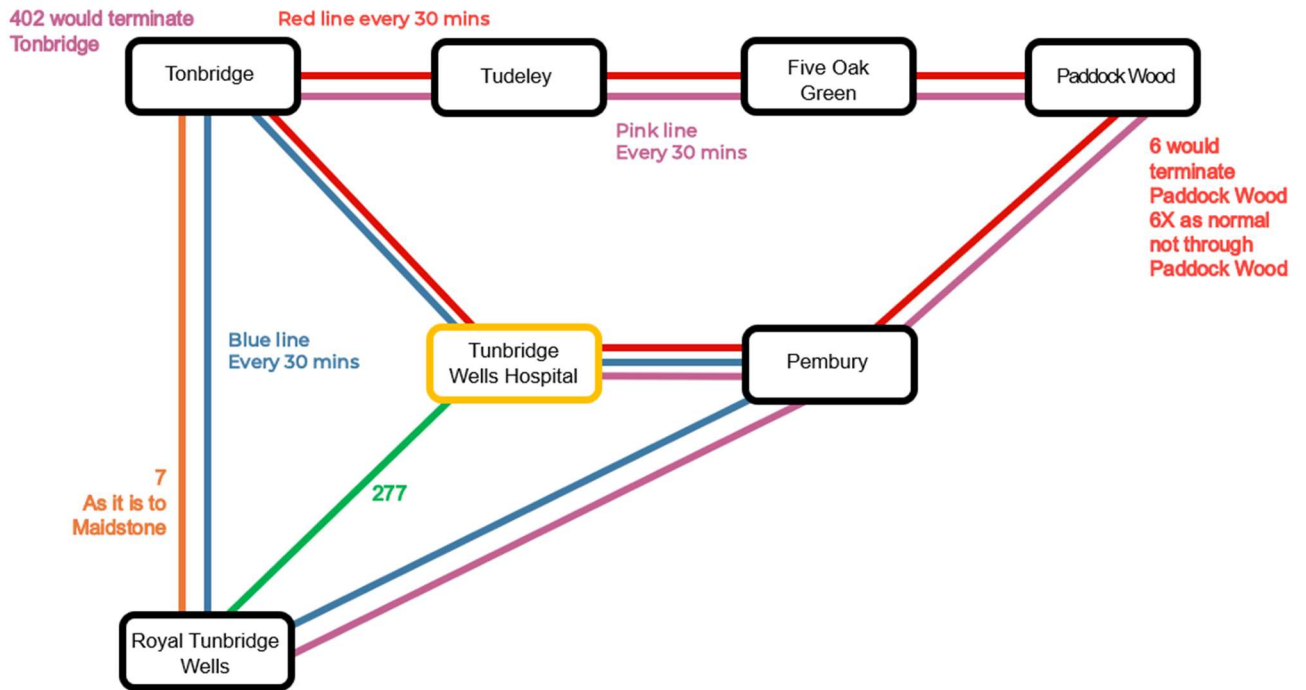 402 would terminate
Tonbridge
Red line every 30 mins
Tonbridge
Tudeley
Five Oak
Green
Paddock Wood
Pink line
Every 30 mins
6 would
terminate
Paddock Wood
6X as normal
not through
Paddock Wood
Blue line
Every 30 mins
Tunbridge
Wells Hospital
Pembury
7
As it is to
Maidstone
277
Royal Tunbridge
Wells